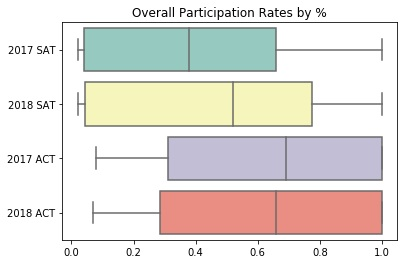 Overall Participation Rates by %
2017 SAT
2018 SAT
2017 ACT
2018 ACT
0.0 0.2 0.4 0.6 0.8 1.0